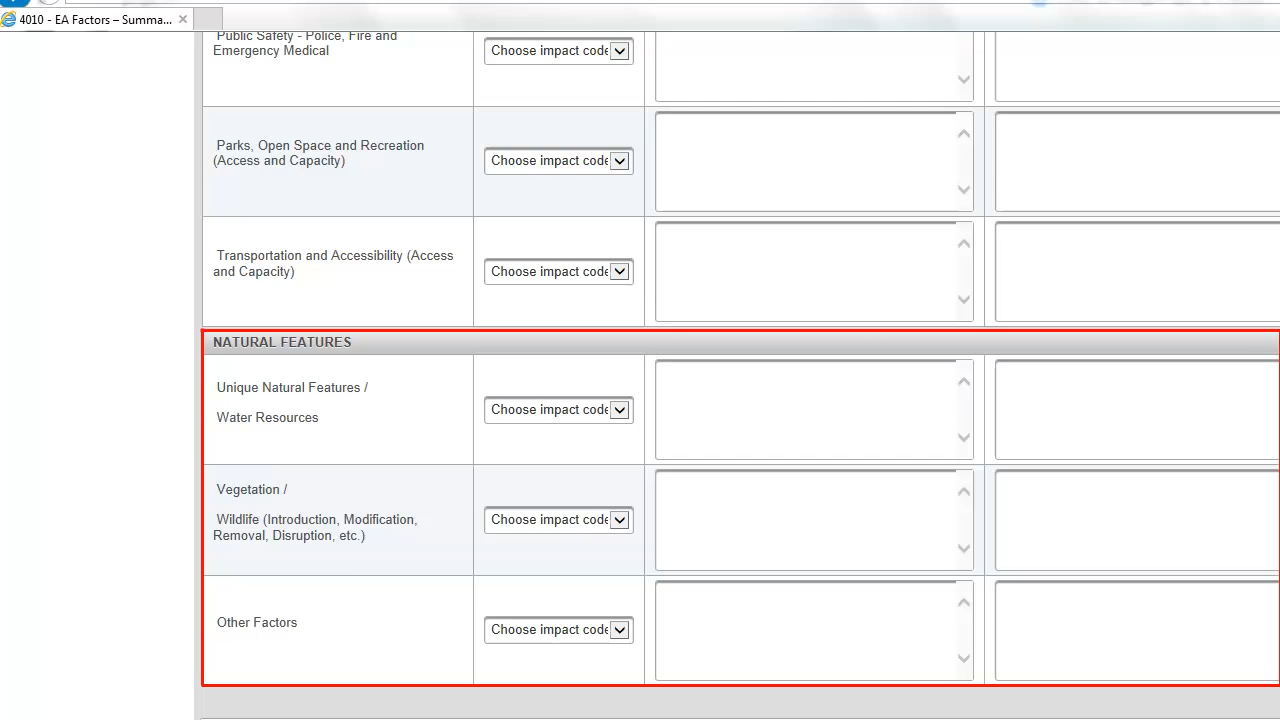 4010 - EA Factors – Summa...
Public Safety - Police, Fire and
Emergency Medical
Choose impact code
Parks, Open Space and Recreation
(Access and Capacity)
Choose impact code
Transportation and Accessibility (Access
and Capacity)
Choose impact code
NATURAL FEATURES
Unique Natural Features /
Water Resources
Choose impact code
Vegetation /
Wildlife (Introduction, Modification,
Removal, Disruption, etc.)
Choose impact code
Other Factors
Choose impact code